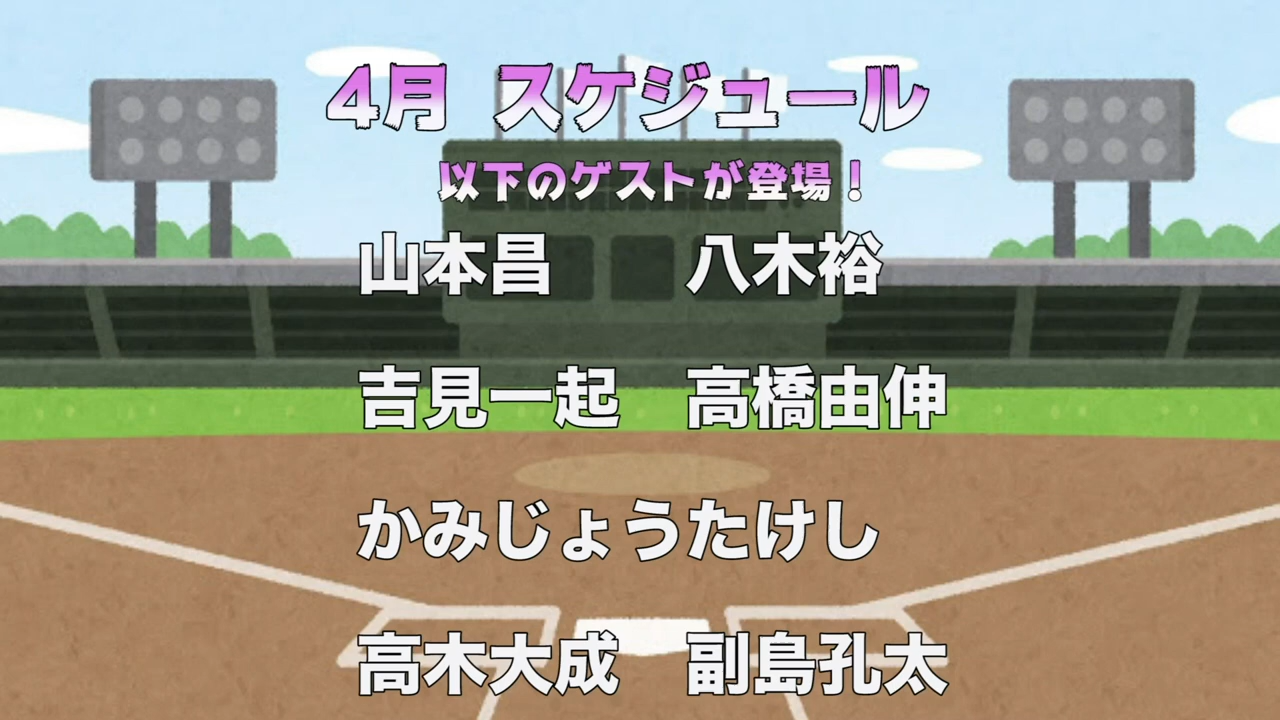 4月 スケジュール
以下のゲストが登場！
山本昌　　八木裕
吉見一起　高橋由伸
かみじょうたけし
高木大成　副島孔太